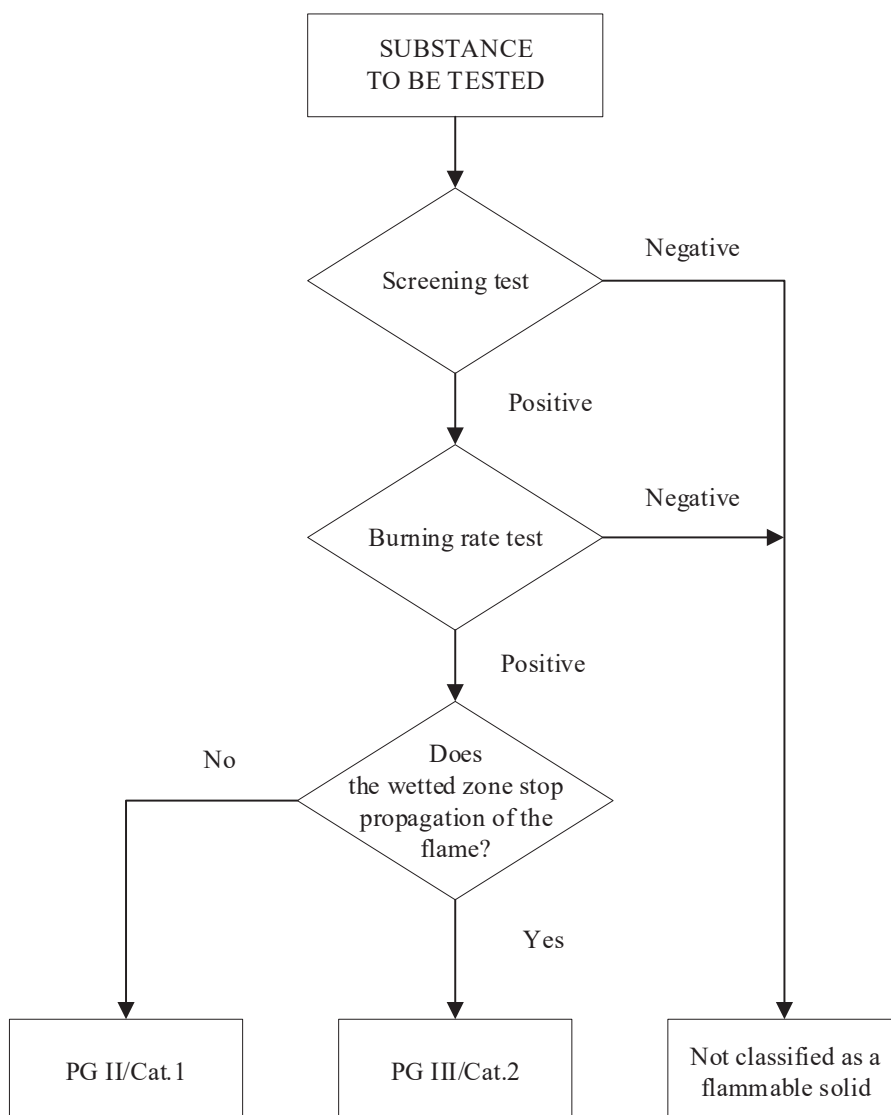 SUBSTANCE
TO BE TESTED
Negative
Screening test
Positive
Negative
Burning rate test
Positive
No
Does
the wetted zone stop
propagation of the
flame?
Yes
PG II/Cat.1
PG III/Cat.2
Not classified as a
flammable solid